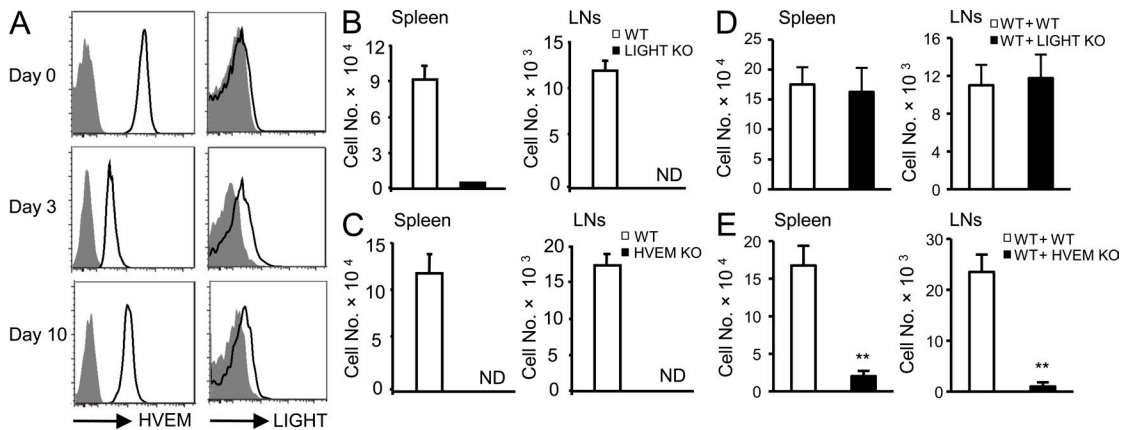 A
Day 0
Day 3
Day 10
HVEM
LIGHT
B
Spleen
Cell No. × 10⁴
12
9
6
3
0
LNs
WT
LIGHT KO
Cell No. × 10³
15
10
5
0
ND
C
Spleen
Cell No. × 10⁴
15
10
5
0
ND
LNs
WT
HVEM KO
Cell No. × 10³
20
15
10
5
0
ND
D
Spleen
Cell No. × 10⁴
25
20
15
10
5
0
LNs
WT + WT
WT + LIGHT KO
Cell No. × 10³
16
12
8
4
0
E
Spleen
Cell No. × 10⁴
20
15
10
5
0
**
LNs
WT + WT
WT + HVEM KO
Cell No. × 10³
30
20
10
0
**